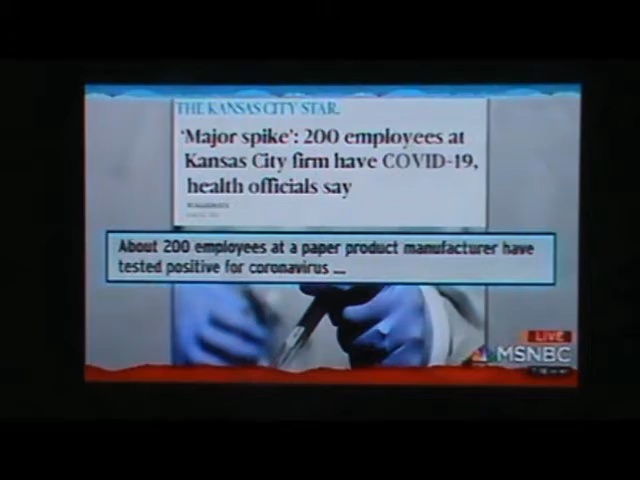 THE KANSAS CITY STAR.
'Major spike': 200 employees at
Kansas City firm have COVID-19,
health officials say
About 200 employees at a paper product manufacturer have
tested positive for coronavirus ...
LIVE
MSNBC